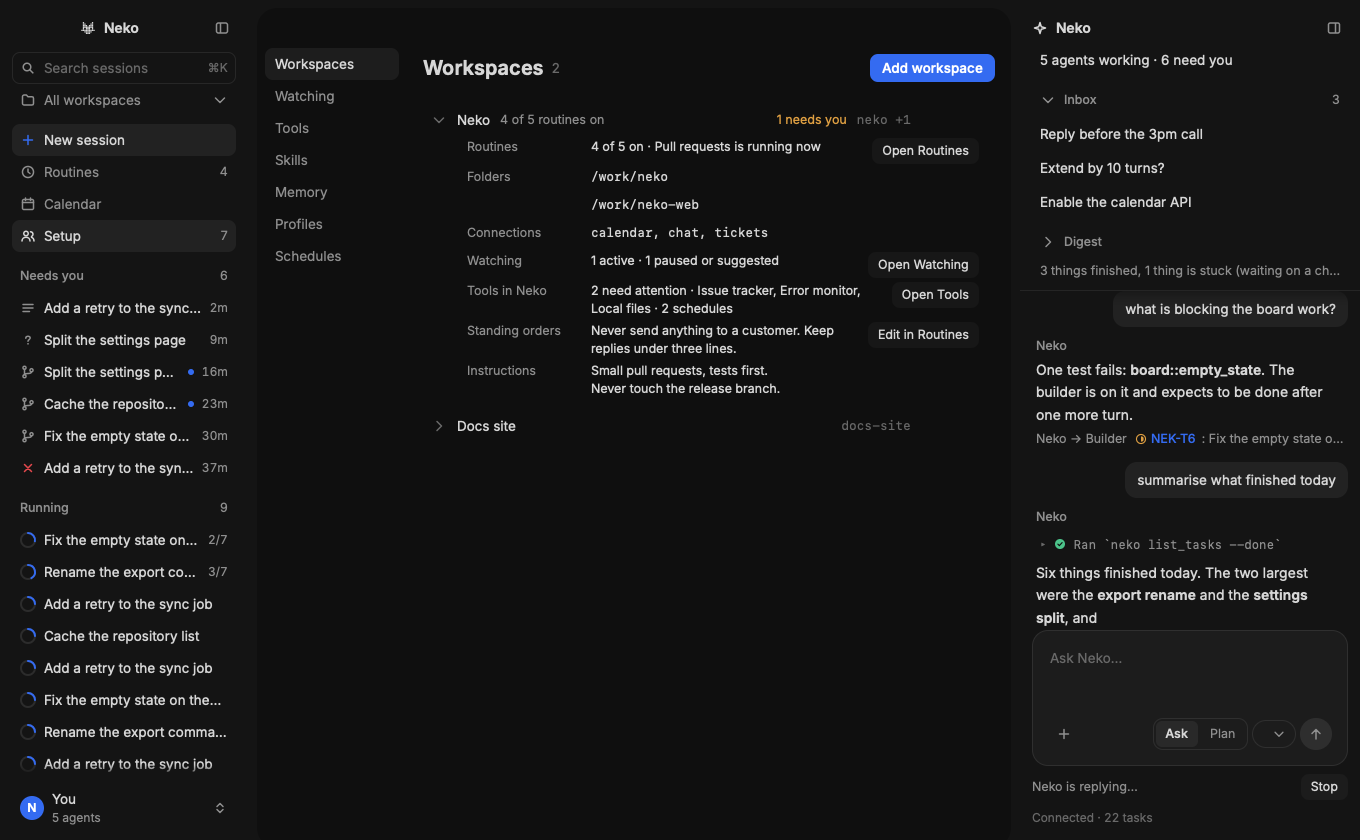 Neko
Search sessions ⌘K
All workspaces
New session
Routines 4
Calendar
Setup 7
Needs you 6
Add a retry to the sync... 2m
Split the settings page 9m
Split the settings p... 16m
Cache the reposito... 23m
Fix the empty state o... 30m
Add a retry to the syn... 37m
Running 9
Fix the empty state on... 2/7
Rename the export co... 3/7
Add a retry to the sync job
Cache the repository list
Add a retry to the sync job
Fix the empty state on the...
Rename the export comma...
Add a retry to the sync job
N
You
5 agents
Workspaces
Watching
Tools
Skills
Memory
Profiles
Schedules
Workspaces 2
Add workspace
Neko 4 of 5 routines on 1 needs you neko +1
Routines 4 of 5 on · Pull requests is running now Open Routines
Folders /work/neko
/work/neko-web
Connections calendar, chat, tickets
Watching 1 active · 1 paused or suggested Open Watching
Tools in Neko 2 need attention · Issue tracker, Error monitor, Open Tools
Local files · 2 schedules
Standing orders Never send anything to a customer. Keep Edit in Routines
replies under three lines.
Instructions Small pull requests, tests first.
Never touch the release branch.
Docs site docs-site
Neko
5 agents working · 6 need you
Inbox 3
Reply before the 3pm call
Extend by 10 turns?
Enable the calendar API
Digest
3 things finished, 1 thing is stuck (waiting on a ch...
what is blocking the board work?
Neko
One test fails: board::empty_state. The
builder is on it and expects to be done after
one more turn.
Neko → Builder NEK-T6 : Fix the empty state o...
summarise what finished today
Neko
Ran `neko list_tasks --done`
Six things finished today. The two largest
were the export rename and the settings
split, and
Ask Neko...
Ask Plan
Neko is replying... Stop
Connected · 22 tasks